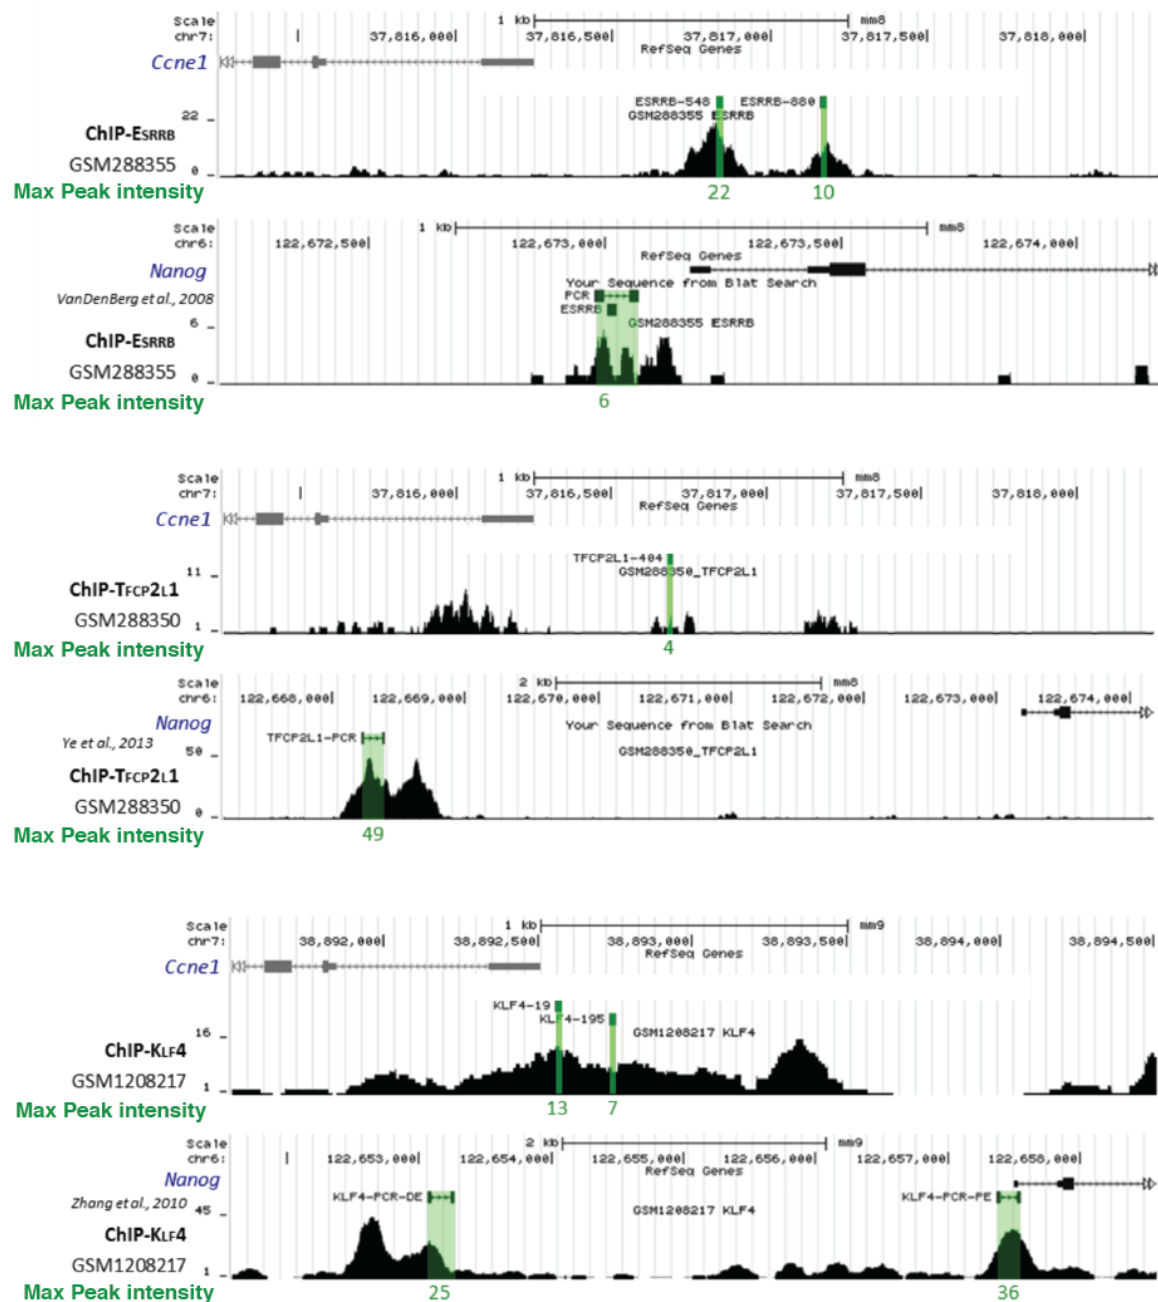 Scale 1 kb mm8
chr7: 37,816,000 37,816,500 37,817,000 37,817,500 37,818,000
RefSeq Genes
Ccne1
ESRRB-548 ESRRB-880
GSM288355 ESRRB
22
ChIP-ESRRB
GSM288355
0
Max Peak intensity 22 10
Scale 1 kb mm8
chr6: 122,672,500 122,673,000 122,673,500 122,674,000
RefSeq Genes
Nanog
Your Sequence from Blat Search
VanDenBerg et al., 2008
PCR
ESRRB
GSM288355 ESRRB
6
ChIP-ESRRB
GSM288355
0
Max Peak intensity 6
Scale 1 kb mm8
chr7: 37,816,000 37,816,500 37,817,000 37,817,500 37,818,000
RefSeq Genes
Ccne1
TFCP2L1-404
GSM288350_TFCP2L1
11
ChIP-TFCP2L1
GSM288350
1
Max Peak intensity 4
Scale 2 kb mm8
chr6: 122,668,000 122,669,000 122,670,000 122,671,000 122,672,000 122,673,000 122,674,000
Nanog
Your Sequence from Blat Search
Ye et al., 2013
TFCP2L1-PCR
50
GSM288350_TFCP2L1
ChIP-TFCP2L1
GSM288350
0
Max Peak intensity 49
Scale 1 kb mm9
chr7: 38,892,000 38,892,500 38,893,000 38,893,500 38,894,000 38,894,500
RefSeq Genes
Ccne1
KLF4-19
KLF4-195
GSM1208217 KLF4
16
ChIP-KLF4
GSM1208217
1
Max Peak intensity 13 7
Scale 2 kb mm9
chr6: 122,653,000 122,654,000 122,655,000 122,656,000 122,657,000 122,658,000
RefSeq Genes
Nanog
KLF4-PCR-DE KLF4-PCR-PE
Zhang et al., 2010
45
GSM1208217 KLF4
ChIP-KLF4
GSM1208217
1
Max Peak intensity 25 36